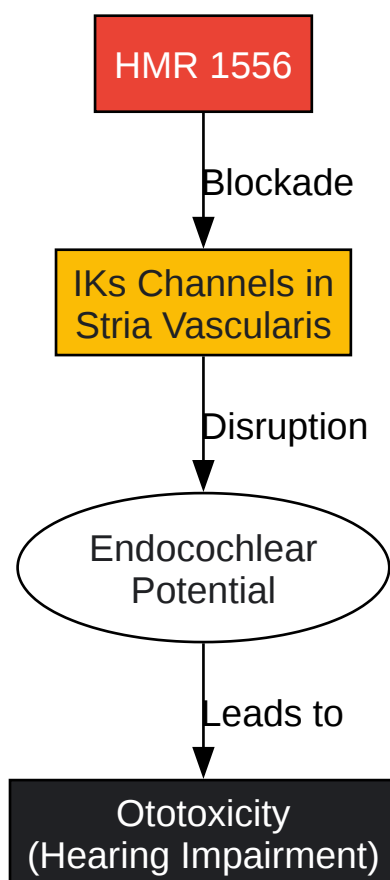 HMR 1556
Blockade
IKs Channels in
Stria Vascularis
Disruption
Endocochlear
Potential
Leads to
Ototoxicity
(Hearing Impairment)